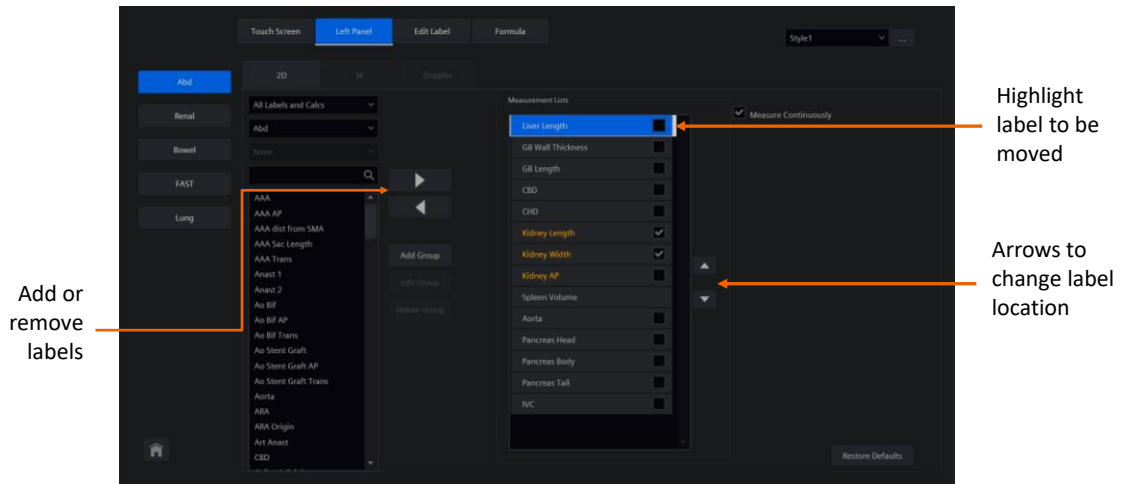 Touch Screen
Left Panel
Edit Label
Formula
Style1
...
Abd
Renal
Bowel
FAST
Lung
2D
M
Doppler
All Labels and Calcs
Abd
None
AAA
AAA AP
AAA dist from SMA
AAA Sac Length
AAA Trans
Anast 1
Anast 2
Ao Bif
Ao Bif AP
Ao Bif Trans
Ao Stent Graft
Ao Stent Graft AP
Ao Stent Graft Trans
Aorta
ARA
ARA Origin
Art Anast
CBD
Add Group
Edit Group
Delete Group
Measurement Lists
Liver Length
GB Wall Thickness
GB Length
CBD
CHD
Kidney Length
Kidney Width
Kidney AP
Spleen Volume
Aorta
Pancreas Head
Pancreas Body
Pancreas Tail
IVC
Measure Continuously
Restore Defaults
Highlight
label to be
moved
Arrows to
change label
location
Add or
remove
labels